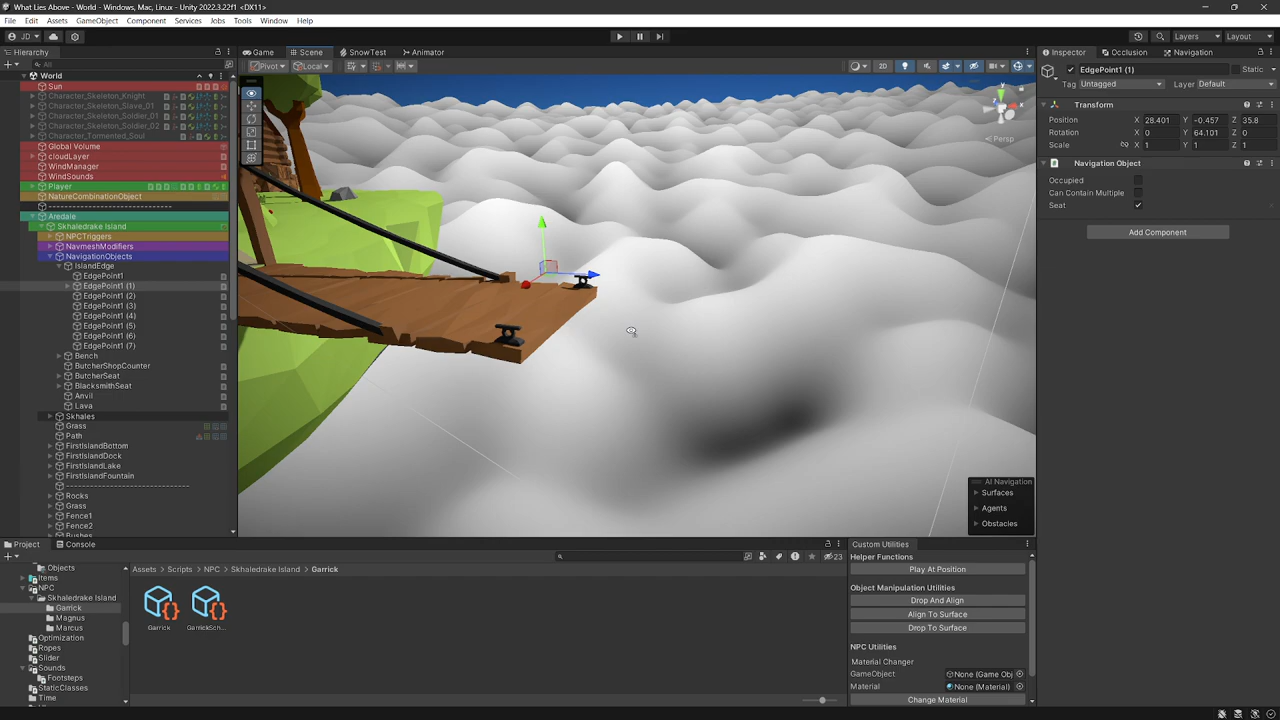 What Lies Above - World - Windows, Mac, Linux - Unity 2022.3.22f1 <DX11>
File Edit Assets GameObject Component Services Jobs Tools Window Help
JD Layers Layout
Hierarchy Game Scene SnowTest Animator Inspector Occlusion Navigation
All Pivot Local 2D
World
Sun
Character_Skeleton_Knight
Character_Skeleton_Slave_01
Character_Skeleton_Soldier_01
Character_Skeleton_Soldier_02
Character_Tormented_Soul
Global Volume
cloudLayer
WindManager
WindSounds
Player
NatureCombinationObject
--------------------------------
Aredale
Skhaledrake Island
NPCTriggers
NavmeshModifiers
NavigationObjects
IslandEdge
EdgePoint1
EdgePoint1 (1)
EdgePoint1 (2)
EdgePoint1 (3)
EdgePoint1 (4)
EdgePoint1 (5)
EdgePoint1 (6)
EdgePoint1 (7)
Bench
ButcherShopCounter
ButcherSeat
BlacksmithSeat
Anvil
Lava
Skhales
Grass
Path
FirstIslandBottom
FirstIslandDock
FirstIslandLake
FirstIslandFountain
--------------------------------
Rocks
Grass
Fence1
Fence2
Bushes
Persp
AI Navigation
Surfaces
Agents
Obstacles
EdgePoint1 (1) Static
Tag Untagged Layer Default
Transform
Position X 28.401 Y -0.457 Z 35.8
Rotation X 0 Y 64.101 Z 0
Scale X 1 Y 1 Z 1
Navigation Object
Occupied
Can Contain Multiple
Seat
Add Component
Project Console
23
Objects
Items
NPC
Skhaledrake Island
Garrick
Magnus
Marcus
Optimization
Ropes
Slider
Sounds
Footsteps
StaticClasses
Time
Assets > Scripts > NPC > Skhaledrake Island > Garrick
Garrick GarrickSch...
Custom Utilities
Helper Functions
Play At Position
Object Manipulation Utilities
Drop And Align
Align To Surface
Drop To Surface
NPC Utilities
Material Changer
GameObject None (Game Obj
Material None (Material)
Change Material